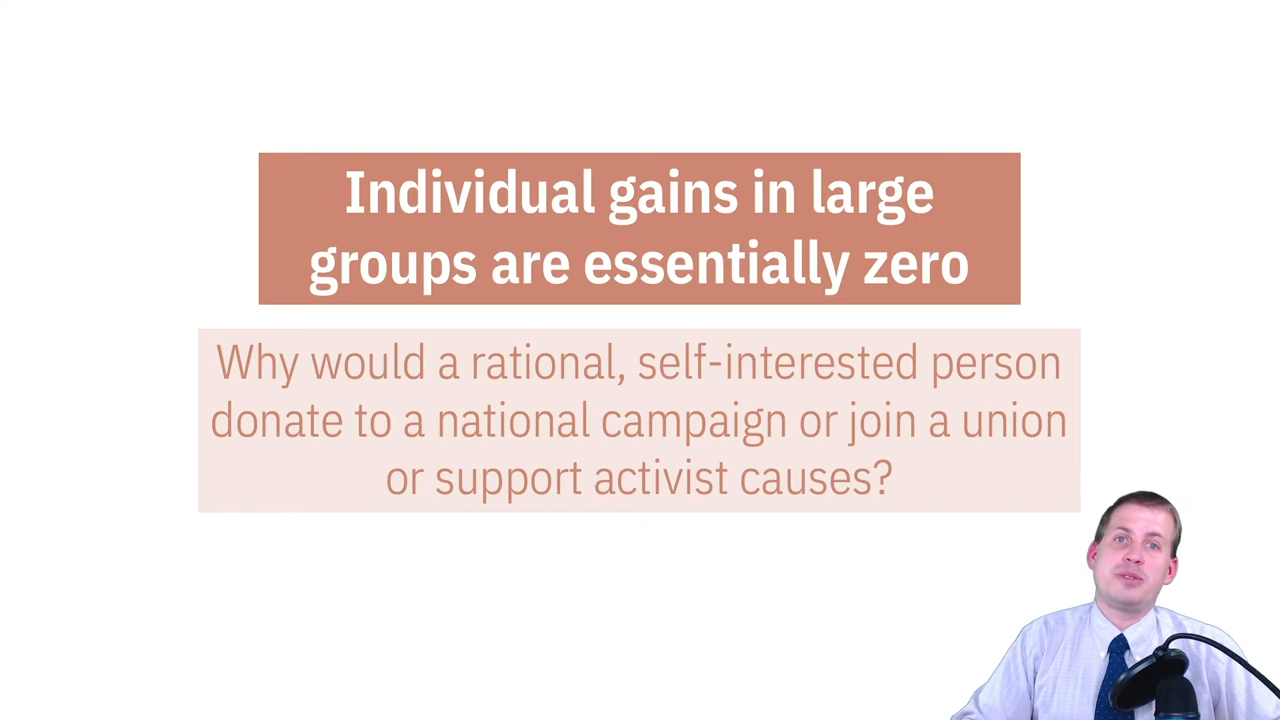 Individual gains in large
groups are essentially zero
Why would a rational, self-interested person
donate to a national campaign or join a union
or support activist causes?